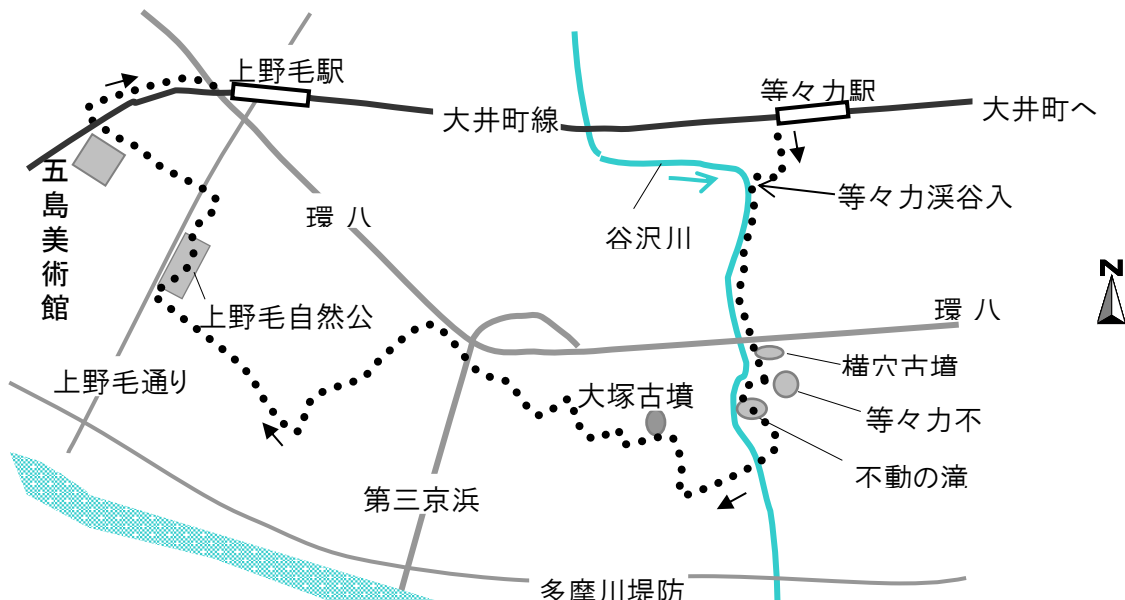 上野毛駅
等々力駅
大井町線
大井町へ
五島美術館
環八
等々力渓谷入
谷沢川
上野毛自然公
環八
N
上野毛通り
大塚古墳
横穴古墳
等々力不
不動の滝
第三京浜
多摩川堤防